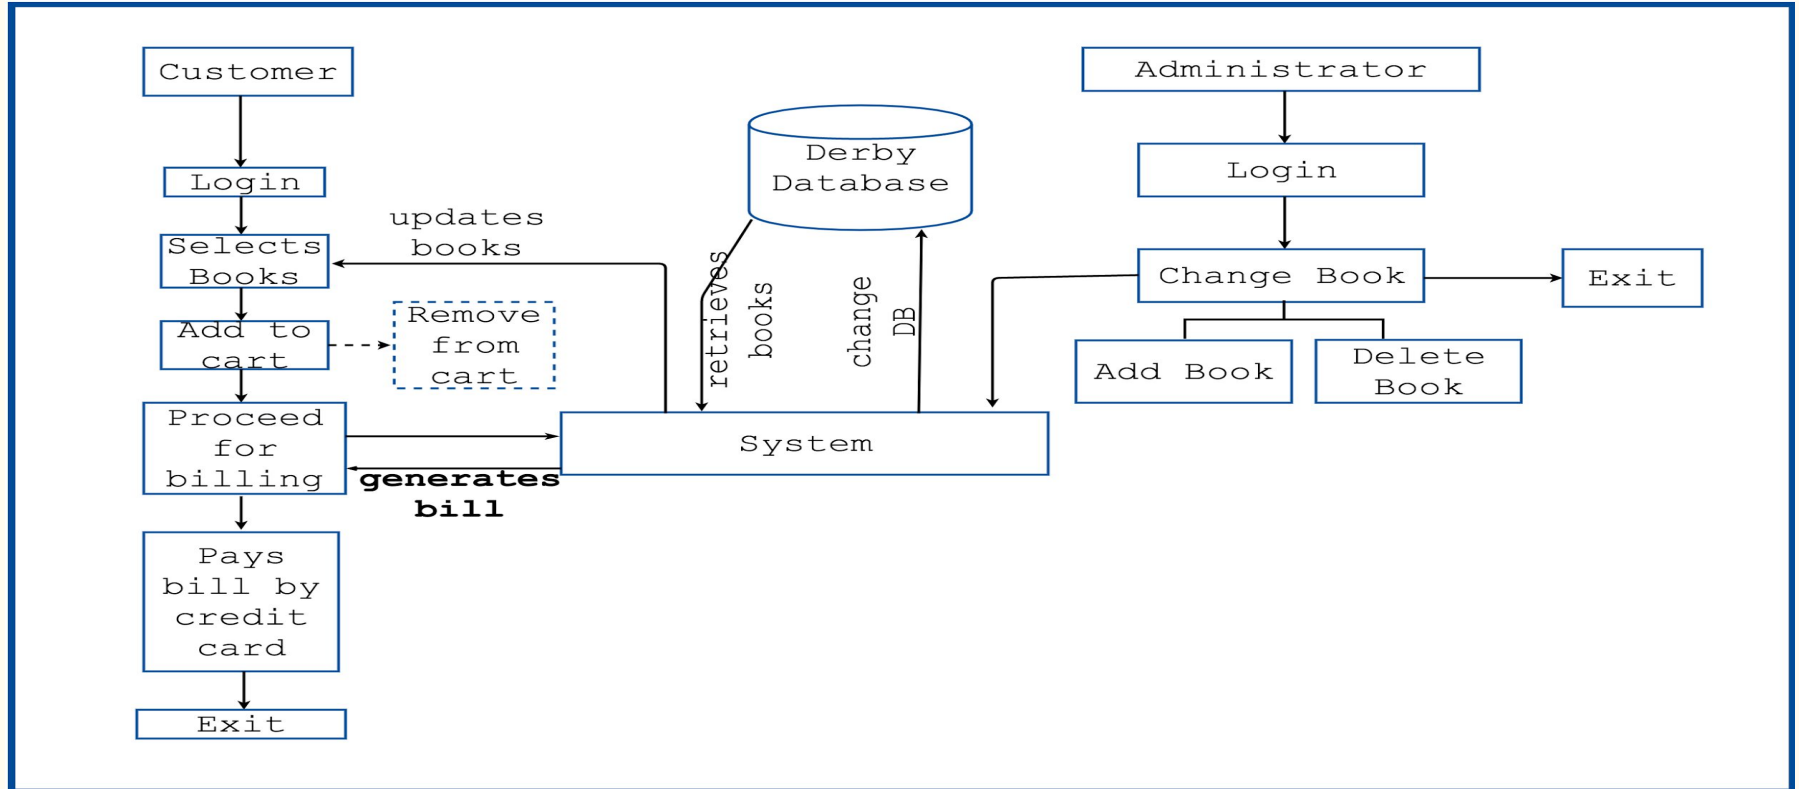 Customer
Login
Selects
Books
Add to
cart
Remove
from
cart
Proceed
for
billing
Pays
bill by
credit
card
Exit
updates
books
generates
bill
Derby
Database
retrieves
books
change
DB
System
Administrator
Login
Change Book
Exit
Add Book
Delete
Book